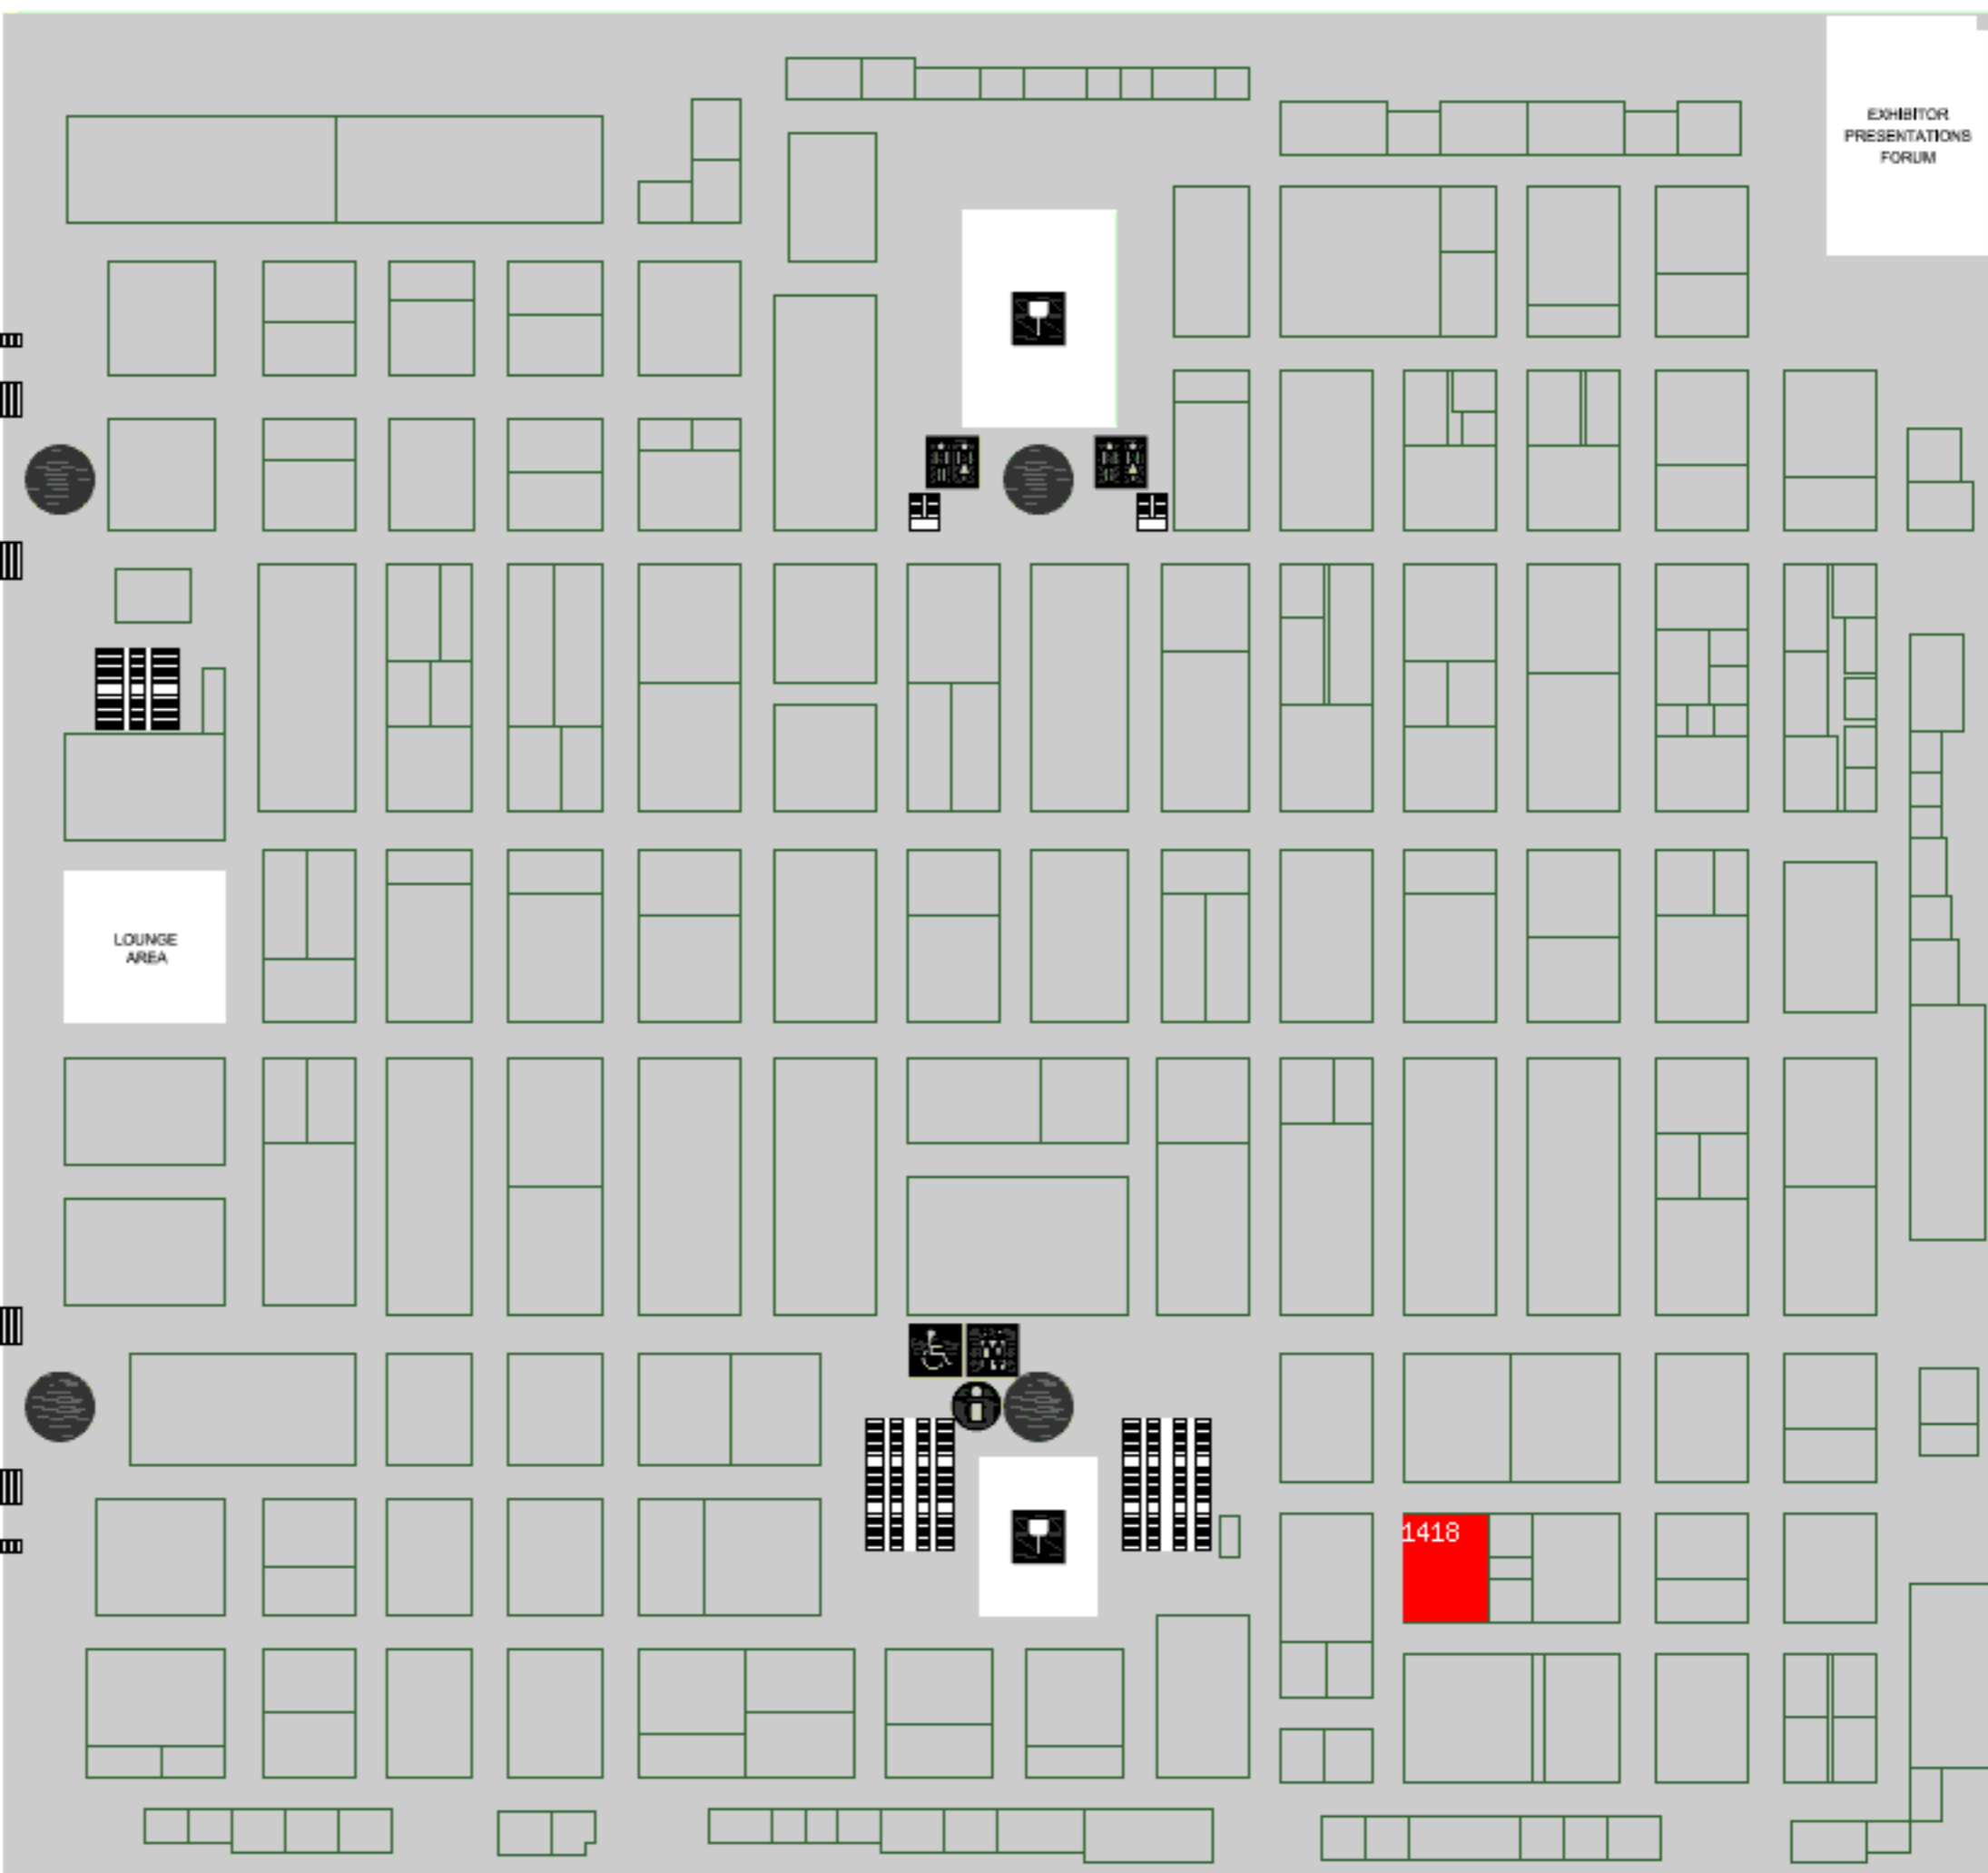 EXHIBITOR
PRESENTATIONS
FORUM
LOUNGE
AREA
1418